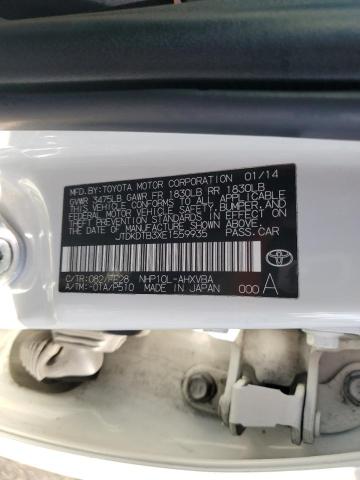 MFD.BY:TOYOTA MOTOR CORPORATION 01/14
GVWR 3475LB GAWR FR 1830LB RR 1830LB
THIS VEHICLE CONFORMS TO ALL APPLICABLE
FEDERAL MOTOR VEHICLE SAFETY, BUMPER, AND
THEFT PREVENTION STANDARDS IN EFFECT ON
THE DATE OF MANUFACTURE SHOWN ABOVE.
JTDKDTB3XE1559935 PASS.CAR
C/TR:082/FF28 NHP10L-AHXVBA
A/TM:-01A/P510 MADE IN JAPAN 000 A